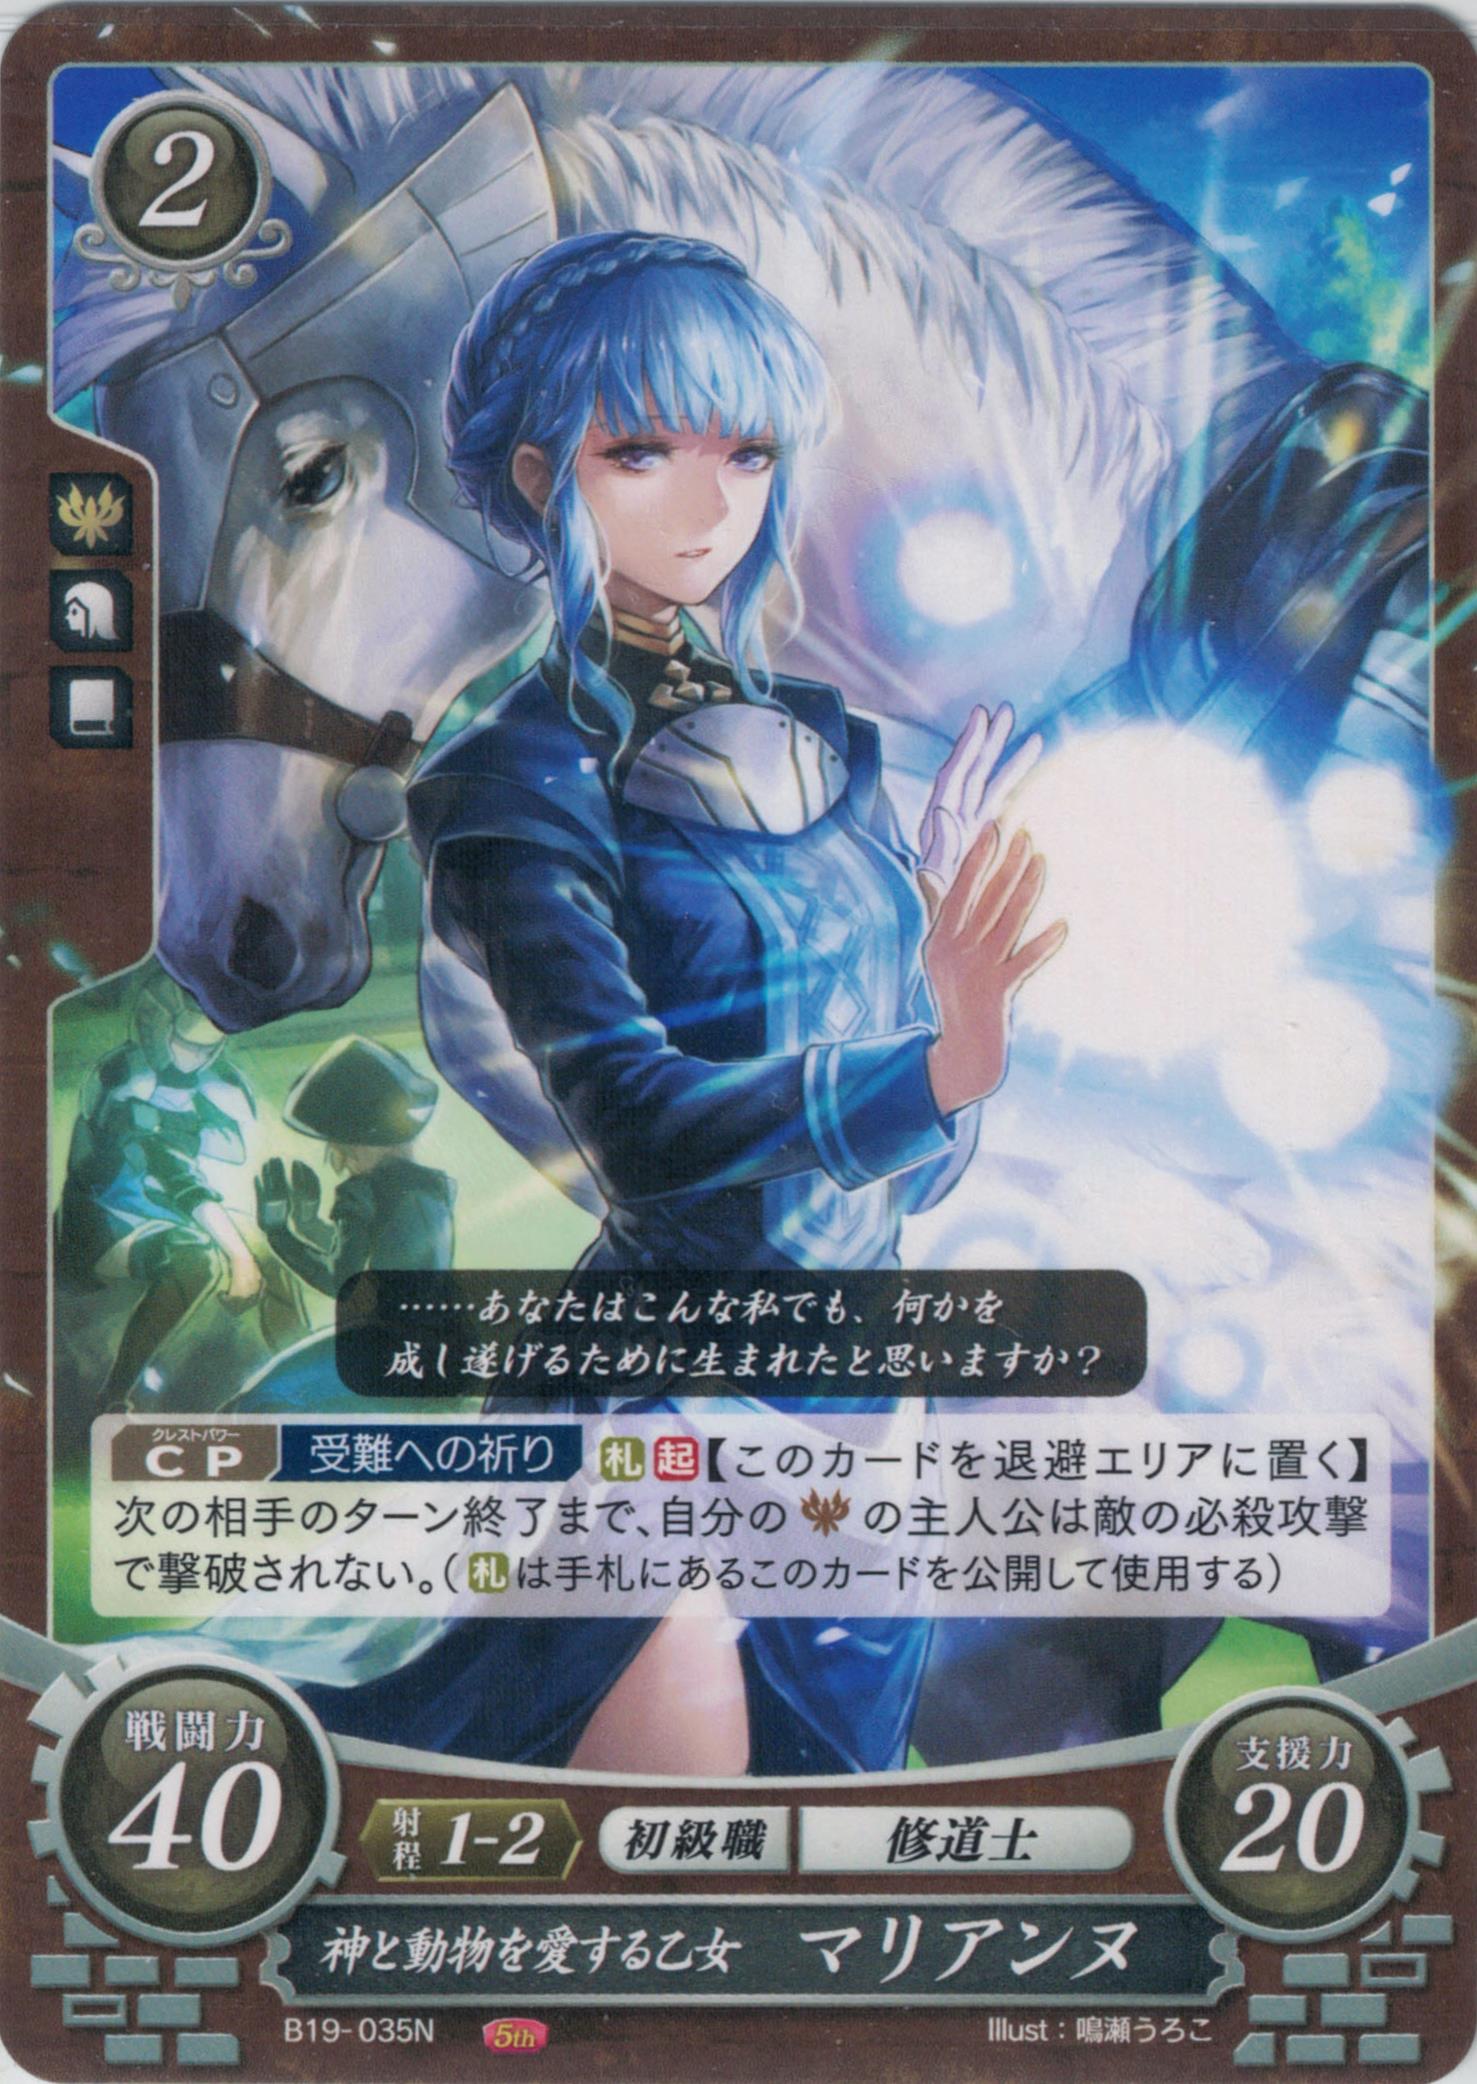 2
……あなたはこんな私でも、何かを
成し遂げるために生まれたと思いますか?
クレストパワー
CP 受難への祈り 札 起【このカードを退避エリアに置く】
次の相手のターン終了まで、自分の の主人公は敵の必殺攻撃
で撃破されない。(札は手札にあるこのカードを公開して使用する)
戦闘力
40
射程 1-2
初級職 修道士
支援力
20
神と動物を愛する乙女 マリアンヌ
B19-035N 5th Illust:鳴瀬うろこ